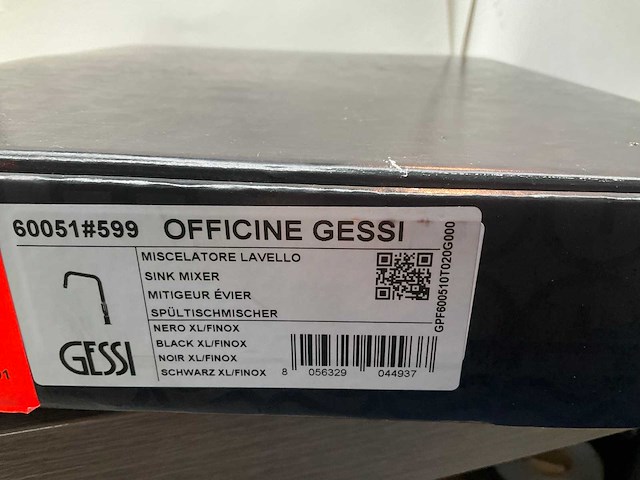 60051#599 OFFICINE GESSI
MISCELATORE LAVELLO
SINK MIXER
MITIGEUR ÉVIER
SPÜLTISCHMISCHER
NERO XL/FINOX
BLACK XL/FINOX
NOIR XL/FINOX
SCHWARZ XL/FINOX
GESSI
8 056329 044937
GPF600510T020G000